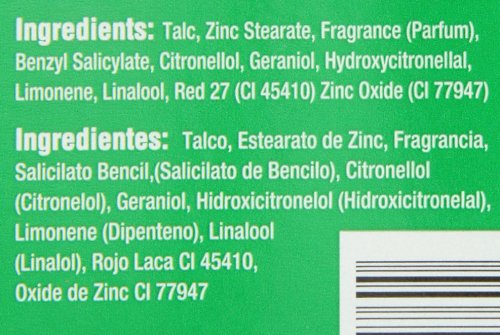 Ingredients: Talc, Zinc Stearate, Fragrance (Parfum),
Benzyl Salicylate, Citronellol, Geraniol, Hydroxycitronellal,
Limonene, Linalool, Red 27 (CI 45410) Zinc Oxide (CI 77947)
Ingredientes: Talco, Estearato de Zinc, Fragrancia,
Salicilato Bencil,(Salicilato de Bencilo), Citronellol
(Citronelol), Geraniol, Hidroxicitronelol (Hidroxicitronelal),
Limonene (Dipenteno), Linalool
(Linalol), Rojo Laca CI 45410,
Oxide de Zinc CI 77947